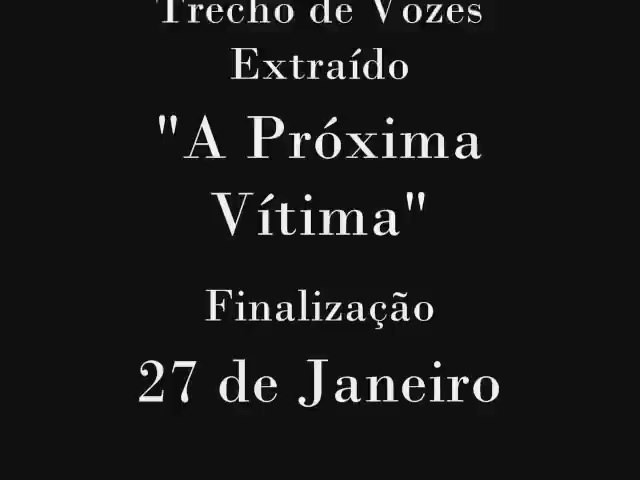 Trecho de Vozes
Extraído
"A Próxima
Vítima"
Finalização
27 de Janeiro